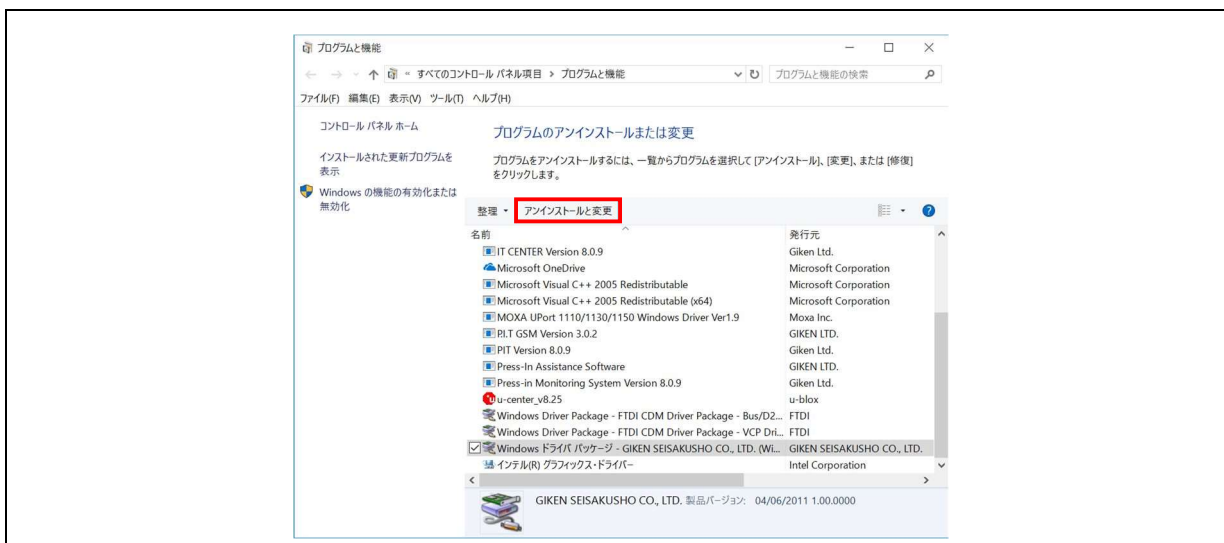 プログラムと機能
すべてのコントロール パネル項目 > プログラムと機能
プログラムと機能の検索
ファイル(F) 編集(E) 表示(V) ツール(T) ヘルプ(H)
コントロール パネル ホーム
インストールされた更新プログラムを
表示
Windows の機能の有効化または
無効化
プログラムのアンインストールまたは変更
プログラムをアンインストールするには、一覧からプログラムを選択して [アンインストール]、[変更]、または [修復]
をクリックします。
整理 アンインストールと変更
名前 発行元
IT CENTER Version 8.0.9 Giken Ltd.
Microsoft OneDrive Microsoft Corporation
Microsoft Visual C++ 2005 Redistributable Microsoft Corporation
Microsoft Visual C++ 2005 Redistributable (x64) Microsoft Corporation
MOXA UPort 1110/1130/1150 Windows Driver Ver1.9 Moxa Inc.
P.I.T GSM Version 3.0.2 GIKEN LTD.
PIT Version 8.0.9 Giken Ltd.
Press-In Assistance Software GIKEN LTD.
Press-in Monitoring System Version 8.0.9 Giken Ltd.
u-center_v8.25 u-blox
Windows Driver Package - FTDI CDM Driver Package - Bus/D2... FTDI
Windows Driver Package - FTDI CDM Driver Package - VCP Dri... FTDI
Windows ドライバ パッケージ - GIKEN SEISAKUSHO CO., LTD. (Wi... GIKEN SEISAKUSHO CO., LTD.
インテル(R) グラフィックス・ドライバー Intel Corporation
GIKEN SEISAKUSHO CO., LTD. 製品バージョン: 04/06/2011 1.00.0000